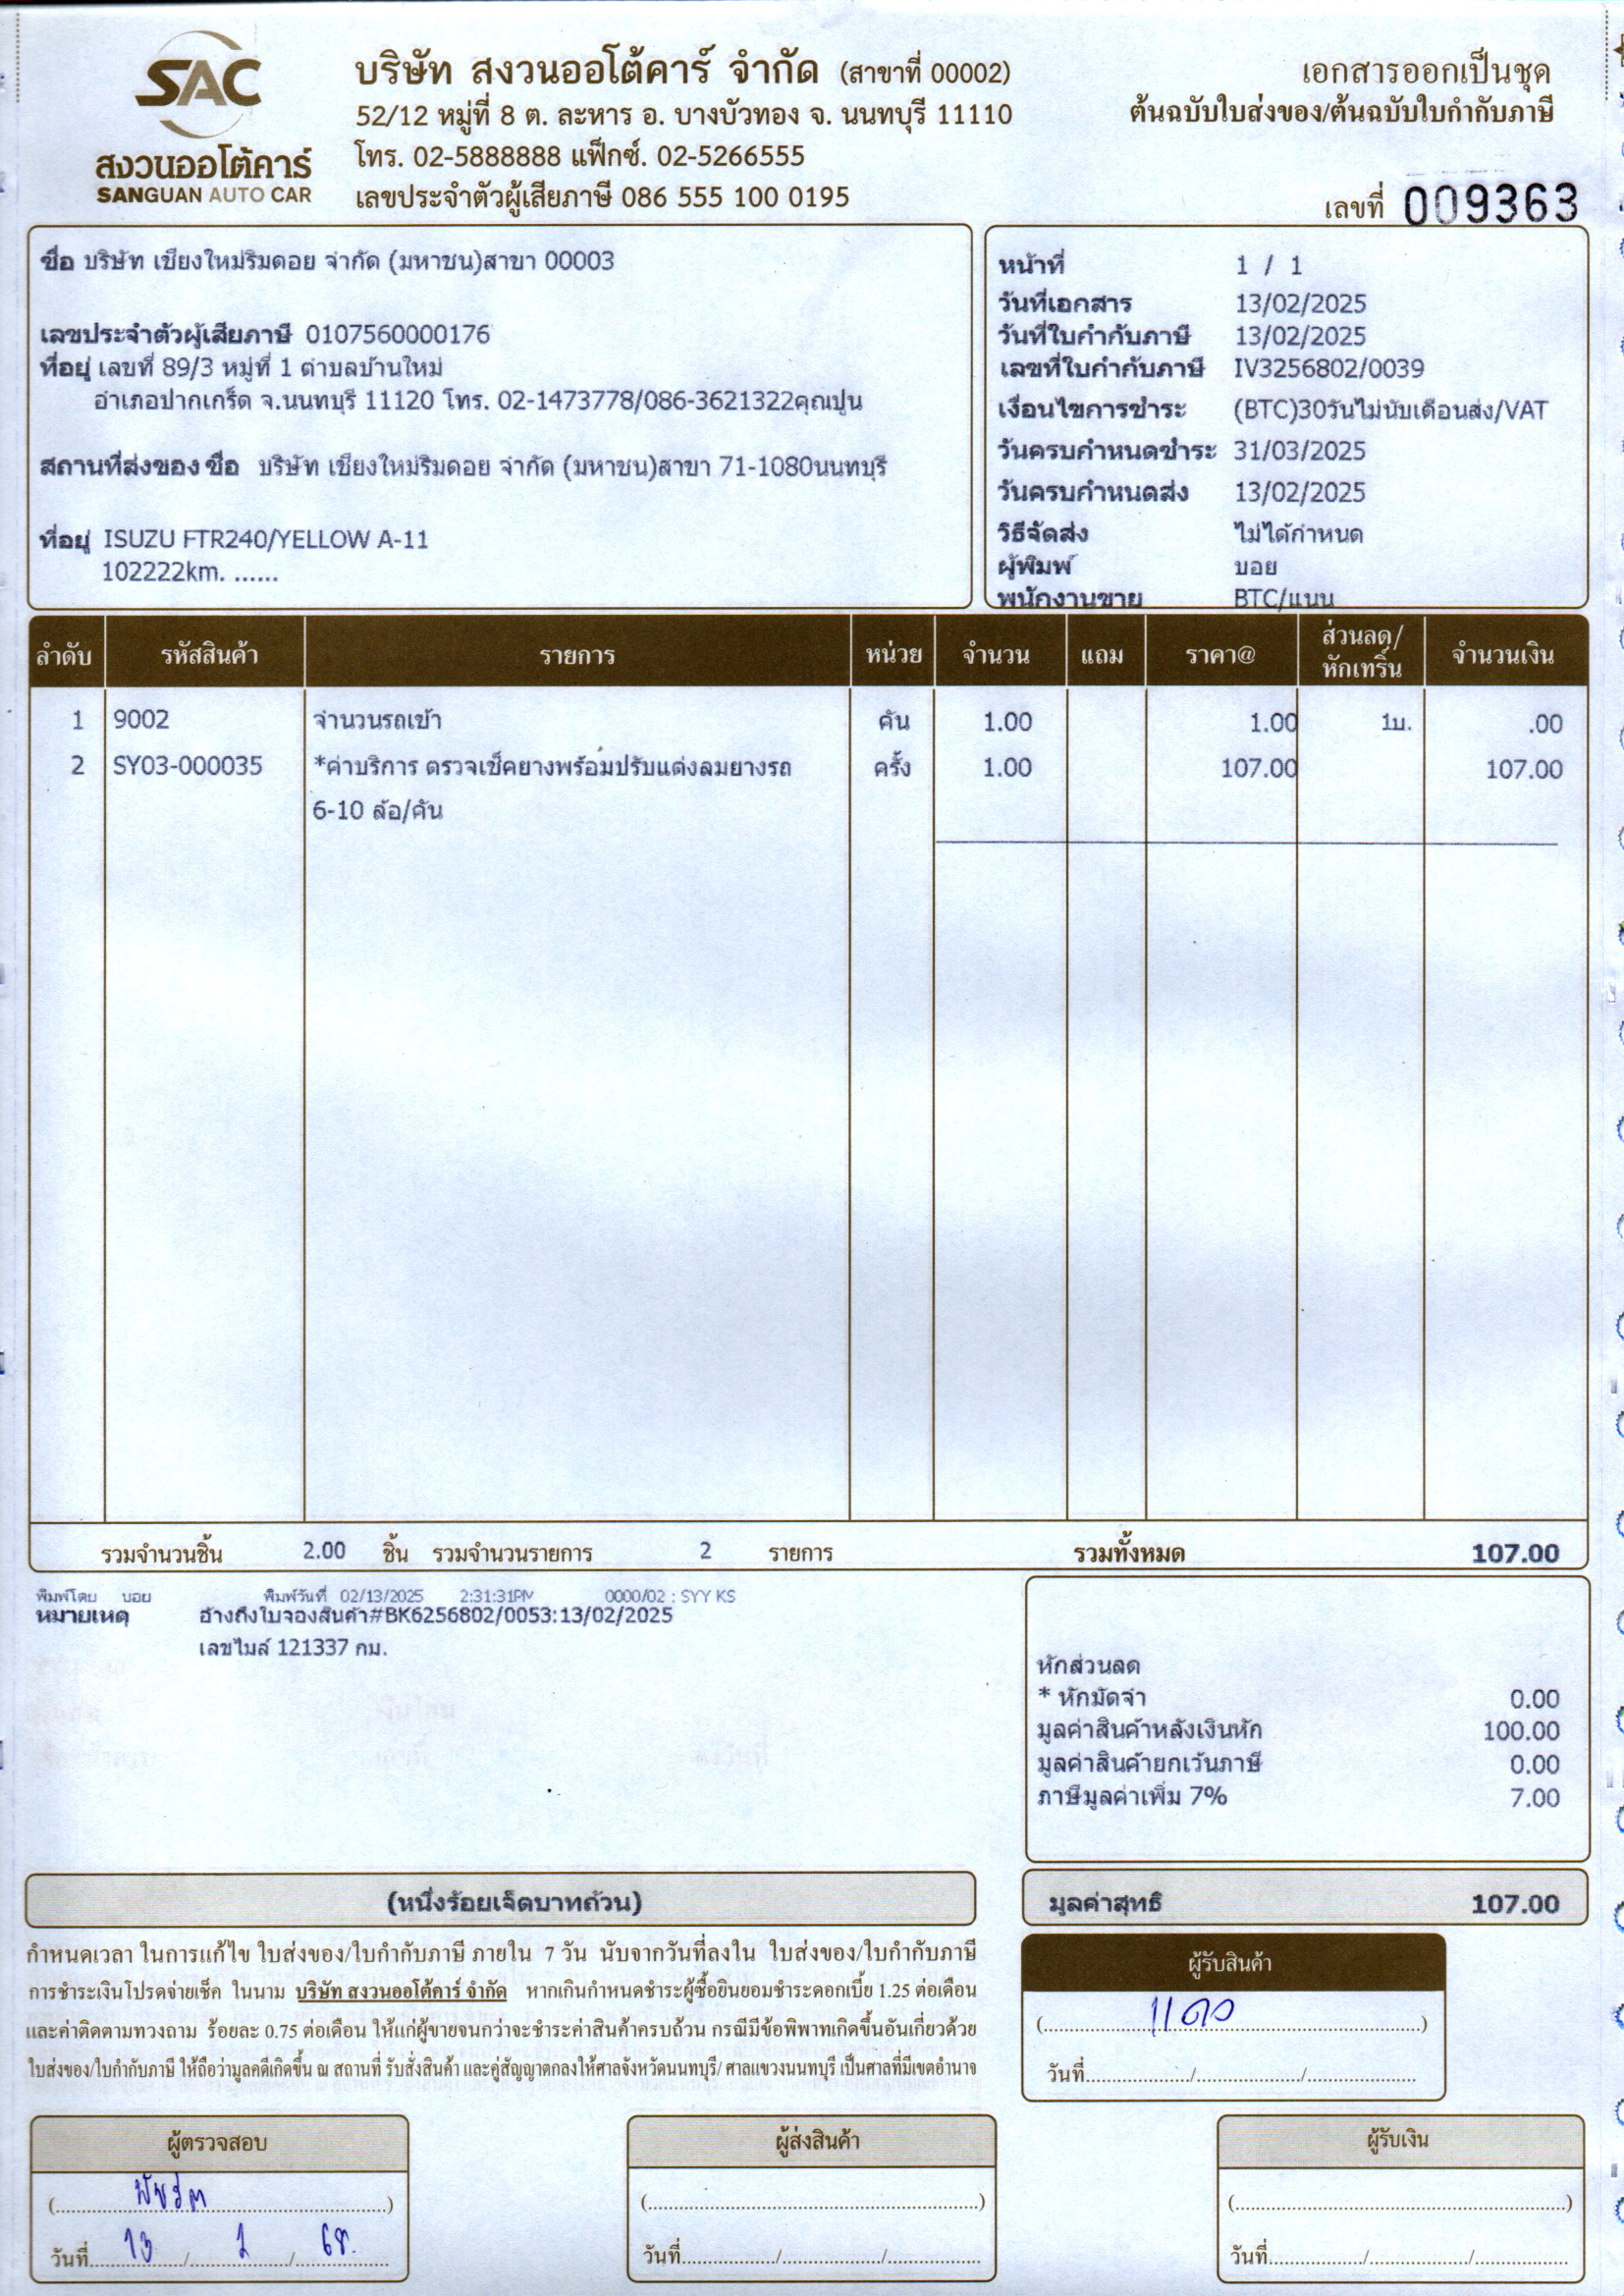 SAC
สงวนออโต้คาร์
SANGUAN AUTO CAR
บริษัท สงวนออโต้คาร์ จำกัด (สาขาที่ 00002)
52/12 หมู่ที่ 8 ต. ละหาร อ. บางบัวทอง จ. นนทบุรี 11110
โทร. 02-5888888 แฟ็กซ์. 02-5266555
เลขประจำตัวผู้เสียภาษี 086 555 100 0195
เอกสารออกเป็นชุด
ต้นฉบับใบส่งของ/ต้นฉบับใบกำกับภาษี
เลขที่ 009363
ชื่อ บริษัท เชียงใหม่ริมดอย จำกัด (มหาชน)สาขา 00003
เลขประจำตัวผู้เสียภาษี 0107560000176
ที่อยู่ เลขที่ 89/3 หมู่ที่ 1 ตำบลบ้านใหม่
อำเภอปากเกร็ด จ.นนทบุรี 11120 โทร. 02-1473778/086-3621322คุณปูน
สถานที่ส่งของ ชื่อ บริษัท เชียงใหม่ริมดอย จำกัด (มหาชน)สาขา 71-1080นนทบุรี
ที่อยู่ ISUZU FTR240/YELLOW A-11
102222km. ......
หน้าที่ 1 / 1
วันที่เอกสาร 13/02/2025
วันที่ใบกำกับภาษี 13/02/2025
เลขที่ใบกำกับภาษี IV3256802/0039
เงื่อนไขการชำระ (BTC)30วันไม่นับเดือนส่ง/VAT
วันครบกำหนดชำระ 31/03/2025
วันครบกำหนดส่ง 13/02/2025
วิธีจัดส่ง ไม่ได้กำหนด
ผู้พิมพ์ บอย
พนักงานขาย BTC/แนน
ลำดับ รหัสสินค้า รายการ หน่วย จำนวน แถม ราคา@ ส่วนลด/หักเทริ์น จำนวนเงิน
1 9002 จำนวนรถเข้า คัน 1.00 1.00 1บ. .00
2 SY03-000035 *ค่าบริการ ตรวจเช็คยางพร้อมปรับแต่งลมยางรถ ครั้ง 1.00 107.00 107.00
6-10 ล้อ/คัน
รวมจำนวนชิ้น 2.00 ชิ้น รวมจำนวนรายการ 2 รายการ รวมทั้งหมด 107.00
พิมพ์โดย บอย พิมพ์วันที่ 02/13/2025 2:31:31PM 0000/02 : SYY KS
หมายเหตุ อ้างถึงใบจองสินค้า#BK6256802/0053:13/02/2025
เลขไมล์ 121337 กม.
หักส่วนลด
* หักมัดจำ 0.00
มูลค่าสินค้าหลังเงินหัก 100.00
มูลค่าสินค้ายกเว้นภาษี 0.00
ภาษีมูลค่าเพิ่ม 7% 7.00
(หนึ่งร้อยเจ็ดบาทถ้วน)
มูลค่าสุทธิ 107.00
กำหนดเวลา ในการแก้ไข ใบส่งของ/ใบกำกับภาษี ภายใน 7 วัน นับจากวันที่ลงใน ใบส่งของ/ใบกำกับภาษี
การชำระเงินโปรดจ่ายเช็ค ในนาม บริษัท สงวนออโต้คาร์ จำกัด หากเกินกำหนดชำระผู้ซื้อยินยอมชำระดอกเบี้ย 1.25 ต่อเดือน
และค่าติดตามทวงถาม ร้อยละ 0.75 ต่อเดือน ให้แก่ผู้ขายจนกว่าจะชำระค่าสินค้าครบถ้วน กรณีมีข้อพิพาทเกิดขึ้นอันเกี่ยวด้วย
ใบส่งของ/ใบกำกับภาษี ให้ถือว่ามูลคดีเกิดขึ้น ณ สถานที่ รับสั่งสินค้า และคู่สัญญาตกลงให้ศาลจังหวัดนนทบุรี/ ศาลแขวงนนทบุรี เป็นศาลที่มีเขตอำนาจ
ผู้รับสินค้า
วันที่....../....../......
ผู้ตรวจสอบ
วันที่ 13 / 2 / 68
ผู้ส่งสินค้า
(............)
วันที่....../....../......
ผู้รับเงิน
(............)
วันที่....../....../......